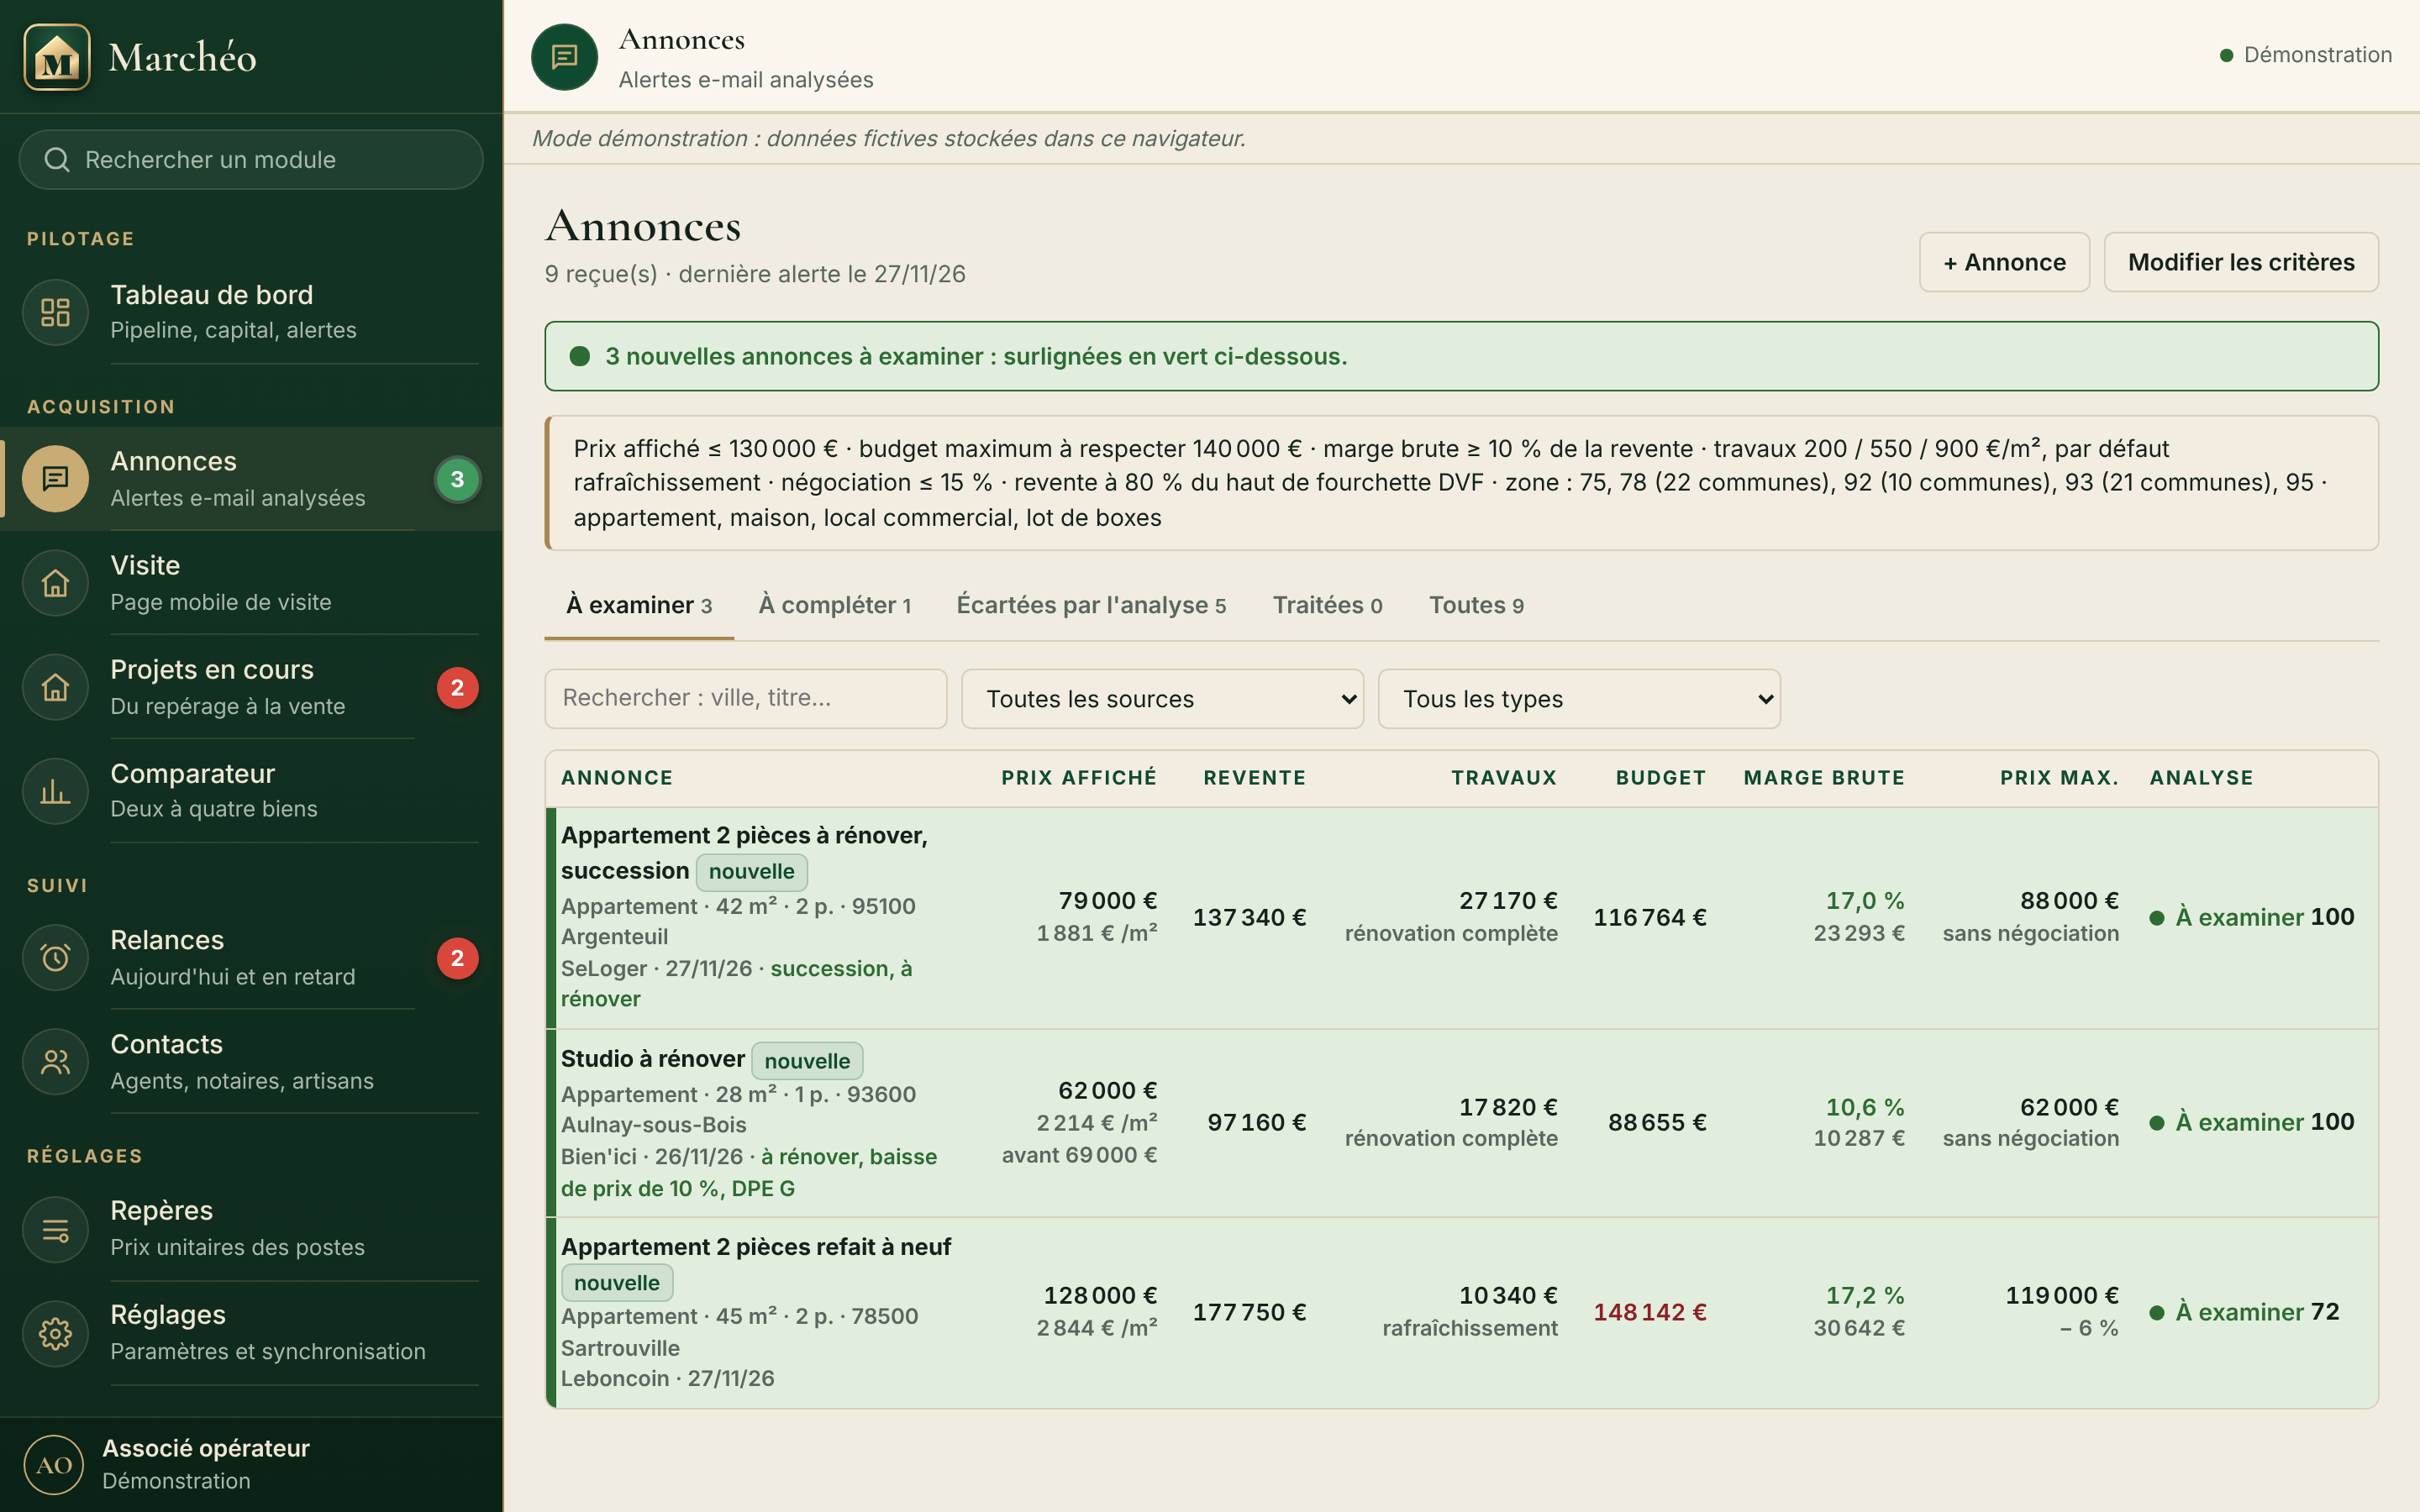 Marchéo
Rechercher un module
PILOTAGE
Tableau de bord
Pipeline, capital, alertes
ACQUISITION
Annonces
Alertes e-mail analysées
3
Visite
Page mobile de visite
Projets en cours
Du repérage à la vente
2
Comparateur
Deux à quatre biens
SUIVI
Relances
Aujourd'hui et en retard
2
Contacts
Agents, notaires, artisans
RÉGLAGES
Repères
Prix unitaires des postes
Réglages
Paramètres et synchronisation
AO
Associé opérateur
Démonstration
Annonces
Alertes e-mail analysées
Démonstration
Mode démonstration : données fictives stockées dans ce navigateur.
Annonces
9 reçue(s) · dernière alerte le 27/11/26
+ Annonce
Modifier les critères
3 nouvelles annonces à examiner : surlignées en vert ci-dessous.
Prix affiché ≤ 130 000 € · budget maximum à respecter 140 000 € · marge brute ≥ 10 % de la revente · travaux 200 / 550 / 900 €/m², par défaut
rafraîchissement · négociation ≤ 15 % · revente à 80 % du haut de fourchette DVF · zone : 75, 78 (22 communes), 92 (10 communes), 93 (21 communes), 95 ·
appartement, maison, local commercial, lot de boxes
À examiner 3
À compléter 1
Écartées par l'analyse 5
Traitées 0
Toutes 9
Rechercher : ville, titre...
Toutes les sources
Tous les types
ANNONCE PRIX AFFICHÉ REVENTE TRAVAUX BUDGET MARGE BRUTE PRIX MAX. ANALYSE
Appartement 2 pièces à rénover,
succession nouvelle
Appartement · 42 m² · 2 p. · 95100
Argenteuil
SeLoger · 27/11/26 · succession, à
rénover
79 000 €
1 881 € /m²
137 340 €
27 170 €
rénovation complète
116 764 €
17,0 %
23 293 €
88 000 €
sans négociation
À examiner 100
Studio à rénover nouvelle
Appartement · 28 m² · 1 p. · 93600
Aulnay-sous-Bois
Bien'ici · 26/11/26 · à rénover, baisse
de prix de 10 %, DPE G
62 000 €
2 214 € /m²
avant 69 000 €
97 160 €
17 820 €
rénovation complète
88 655 €
10,6 %
10 287 €
62 000 €
sans négociation
À examiner 100
Appartement 2 pièces refait à neuf
nouvelle
Appartement · 45 m² · 2 p. · 78500
Sartrouville
Leboncoin · 27/11/26
128 000 €
2 844 € /m²
177 750 €
10 340 €
rafraîchissement
148 142 €
17,2 %
30 642 €
119 000 €
− 6 %
À examiner 72